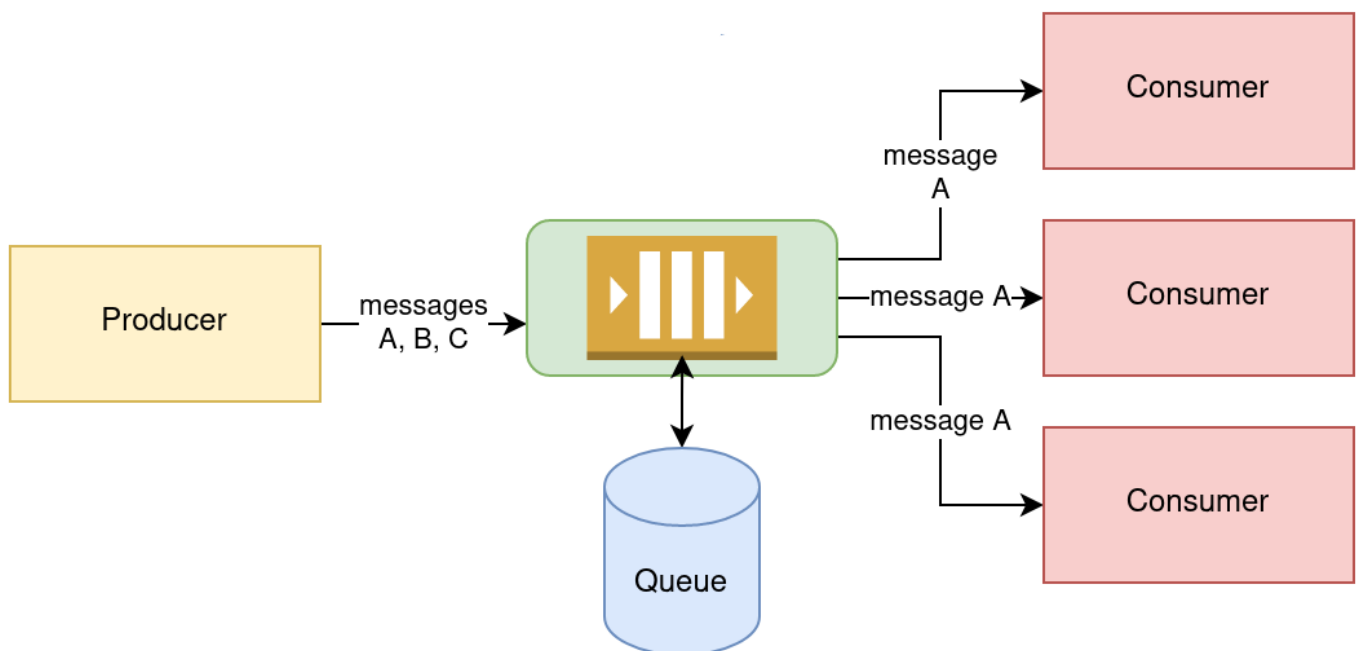 Consumer
message
A
Producer
messages
A, B, C
message A
Consumer
message A
Consumer
Queue